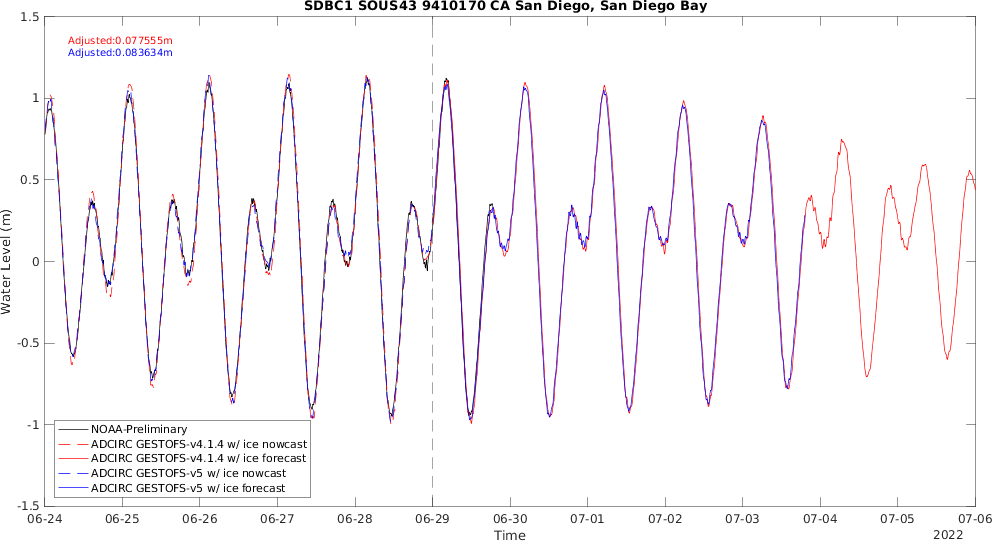 SDBC1 SOUS43 9410170 CA San Diego, San Diego Bay
Adjusted:0.077555m
Adjusted:0.083634m
Water Level (m)
1.5
1
0.5
0
-0.5
-1
-1.5
NOAA-Preliminary
ADCIRC GESTOFS-v4.1.4 w/ ice nowcast
ADCIRC GESTOFS-v4.1.4 w/ ice forecast
ADCIRC GESTOFS-v5 w/ ice nowcast
ADCIRC GESTOFS-v5 w/ ice forecast
06-24 06-25 06-26 06-27 06-28 06-29 06-30 07-01 07-02 07-03 07-04 07-05 07-06
Time
2022